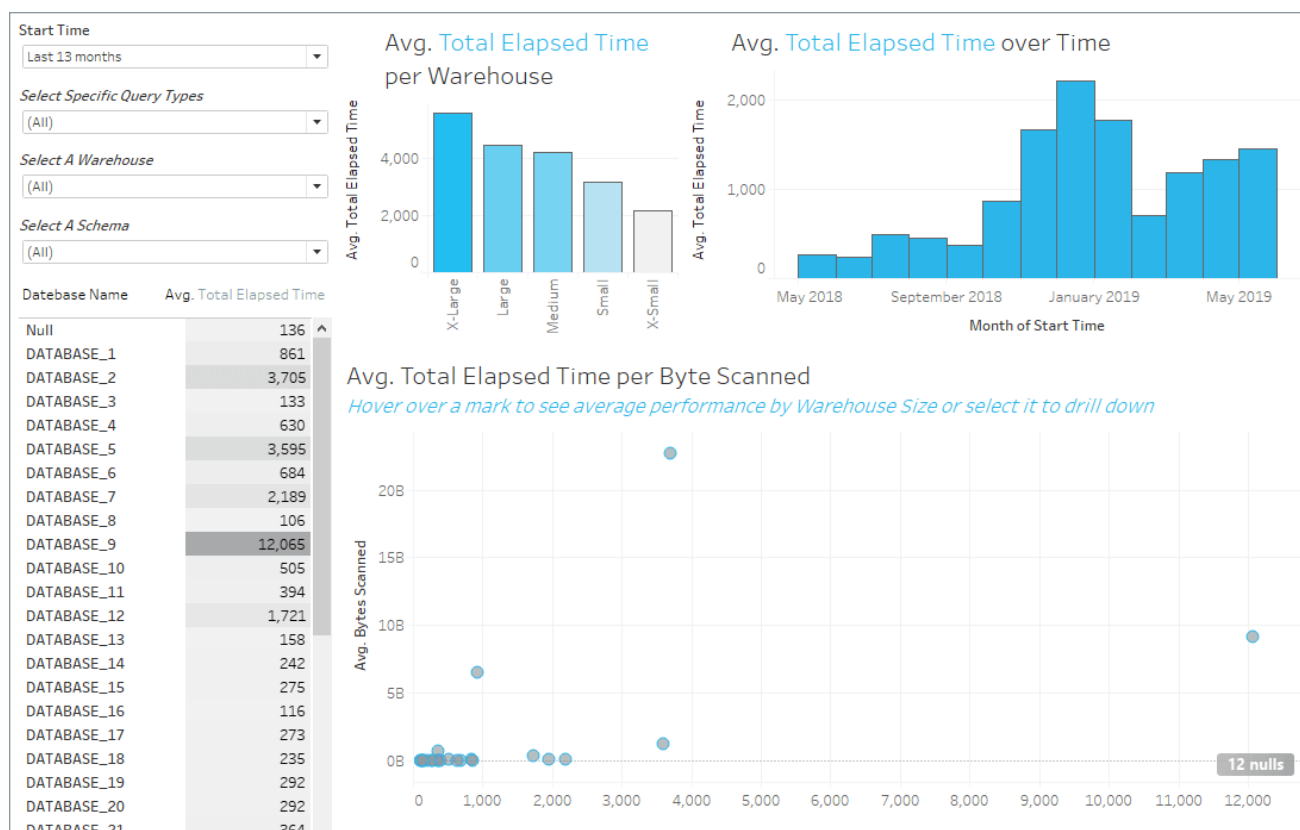 Start Time
Last 13 months
Select Specific Query Types
(All)
Select A Warehouse
(All)
Select A Schema
(All)
Datebase Name Avg. Total Elapsed Time
Null 136
DATABASE_1 861
DATABASE_2 3,705
DATABASE_3 133
DATABASE_4 630
DATABASE_5 3,595
DATABASE_6 684
DATABASE_7 2,189
DATABASE_8 106
DATABASE_9 12,065
DATABASE_10 505
DATABASE_11 394
DATABASE_12 1,721
DATABASE_13 158
DATABASE_14 242
DATABASE_15 275
DATABASE_16 116
DATABASE_17 273
DATABASE_18 235
DATABASE_19 292
DATABASE_20 292
DATABASE_21 364
Avg. Total Elapsed Time
per Warehouse
Avg. Total Elapsed Time
4,000
2,000
0
X-Large
Large
Medium
Small
X-Small
Avg. Total Elapsed Time over Time
Avg. Total Elapsed Time
2,000
1,000
0
May 2018 September 2018 January 2019 May 2019
Month of Start Time
Avg. Total Elapsed Time per Byte Scanned
Hover over a mark to see average performance by Warehouse Size or select it to drill down
Avg. Bytes Scanned
20B
15B
10B
5B
0B
12 nulls
0 1,000 2,000 3,000 4,000 5,000 6,000 7,000 8,000 9,000 10,000 11,000 12,000